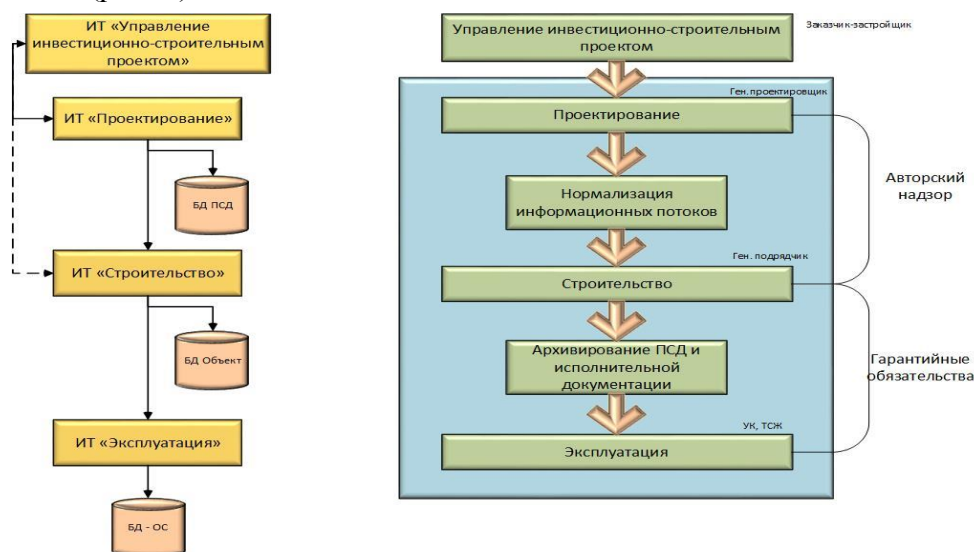 ИТ «Управление
инвестиционно-строительным
проектом»
ИТ «Проектирование»
БД ПСД
ИТ «Строительство»
БД Объект
ИТ «Эксплуатация»
БД - ОС
Заказчик-застройщик
Управление инвестиционно-строительным
проектом
Ген.проектировщик
Проектирование
Нормализация
информационных потоков
Ген. подрядчик
Строительство
Архивирование ПСД и
исполнительной
документации
УК, ТСЖ
Эксплуатация
Авторский
надзор
Гарантийные
обязательства